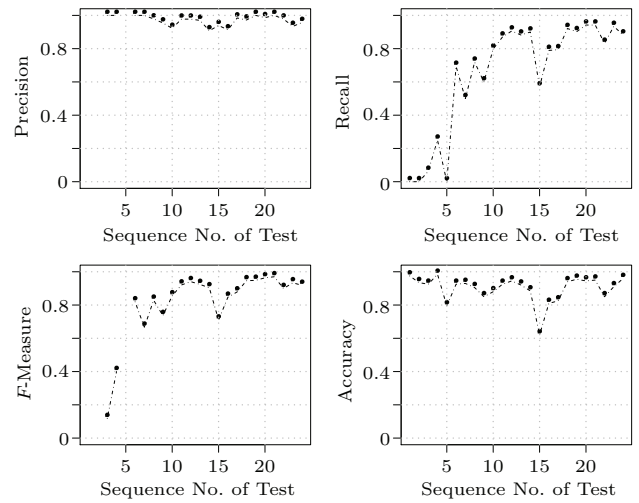 Precision
0.8
0.4
0
5 10 15 20
Sequence No. of Test
Recall
0.8
0.4
0
5 10 15 20
Sequence No. of Test
F-Measure
0.8
0.4
0
5 10 15 20
Sequence No. of Test
Accuracy
0.8
0.4
0
5 10 15 20
Sequence No. of Test